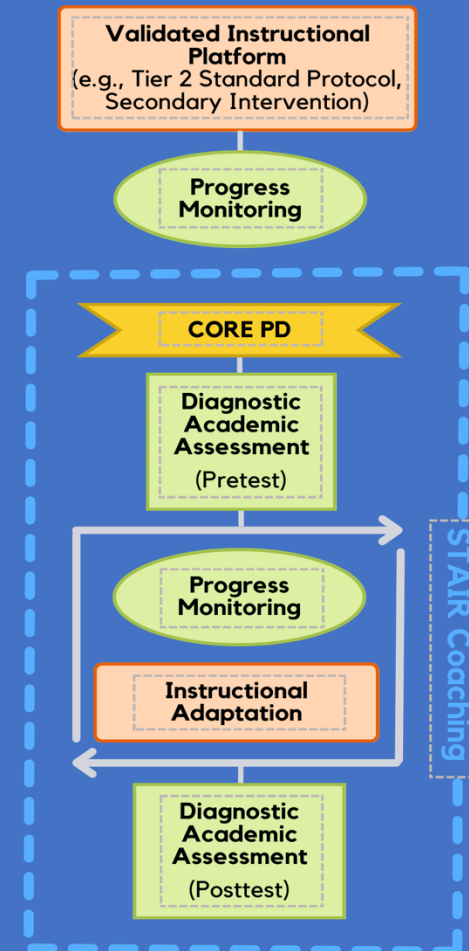 Validated Instructional
Platform
(e.g., Tier 2 Standard Protocol,
Secondary Intervention)
Progress
Monitoring
CORE PD
Diagnostic
Academic
Assessment
(Pretest)
Progress
Monitoring
Instructional
Adaptation
STAIR Coaching
Diagnostic
Academic
Assessment
(Posttest)